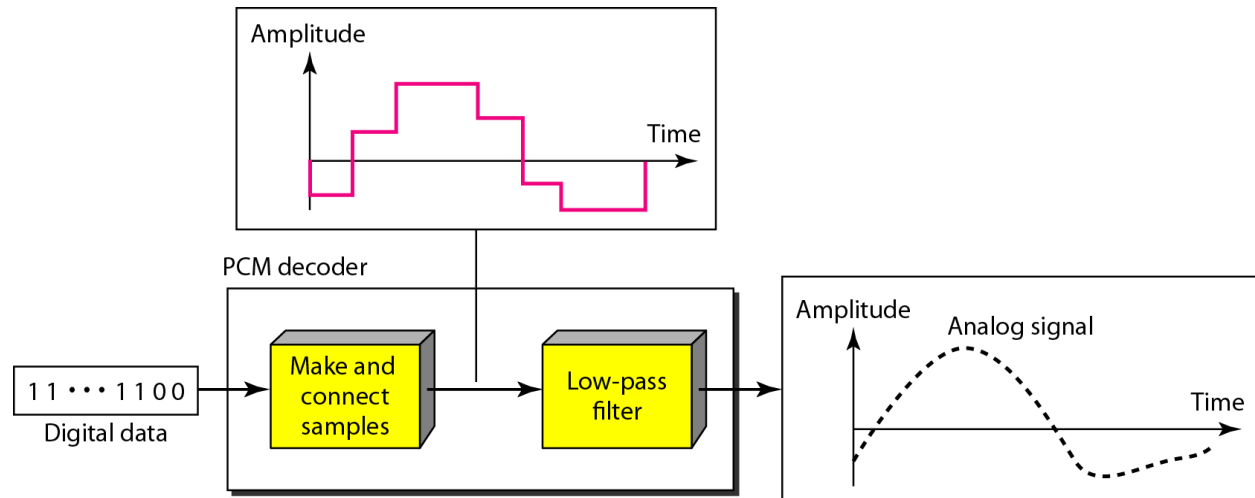 Amplitude
Time
PCM decoder
Make and
connect
samples
Low-pass
filter
11 • • • 1100
Digital data
Amplitude
Analog signal
Time